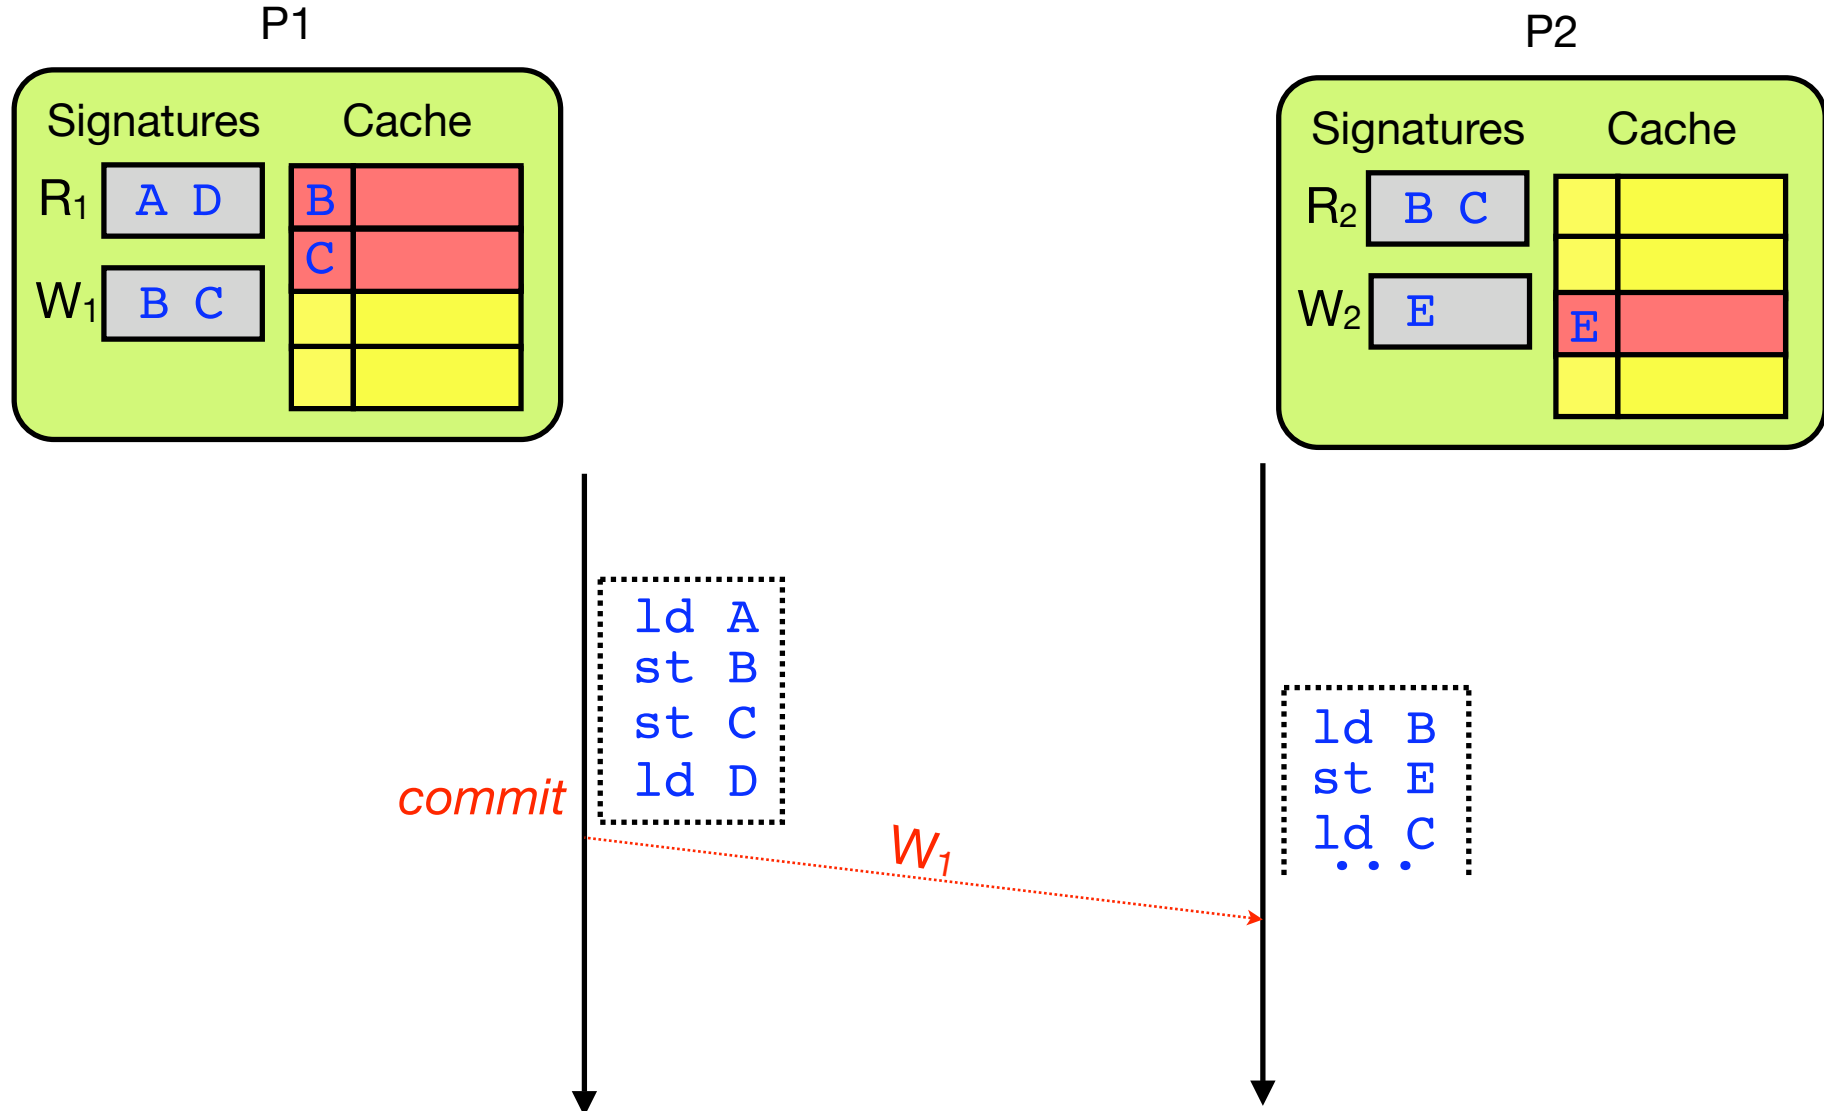 P1
Signatures Cache
R1 A D B
C
W1 B C
P2
Signatures Cache
R2 B C
W2 E E
ld A
st B
st C
ld D
commit
W1
ld B
st E
ld C
...